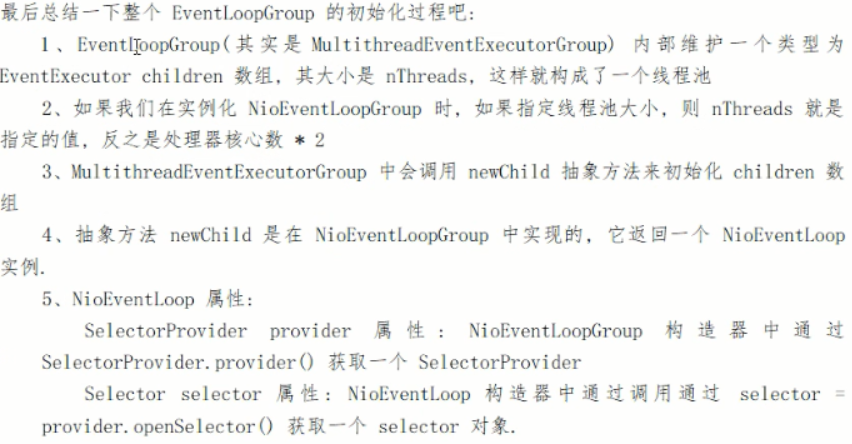 最后总结一下整个 EventLoopGroup 的初始化过程吧：
1、EventLoopGroup(其实是 MultithreadEventExecutorGroup) 内部维护一个类型为
EventExecutor children 数组，其大小是 nThreads，这样就构成了一个线程池
2、如果我们在实例化 NioEventLoopGroup 时，如果指定线程池大小，则 nThreads 就是
指定的值，反之是处理器核心数 * 2
3、MultithreadEventExecutorGroup 中会调用 newChild 抽象方法来初始化 children 数
组
4、抽象方法 newChild 是在 NioEventLoopGroup 中实现的，它返回一个 NioEventLoop
实例.
5、NioEventLoop 属性：
SelectorProvider provider 属性：NioEventLoopGroup 构造器中通过
SelectorProvider.provider() 获取一个 SelectorProvider
Selector selector 属性：NioEventLoop 构造器中通过调用通过 selector =
provider.openSelector() 获取一个 selector 对象.